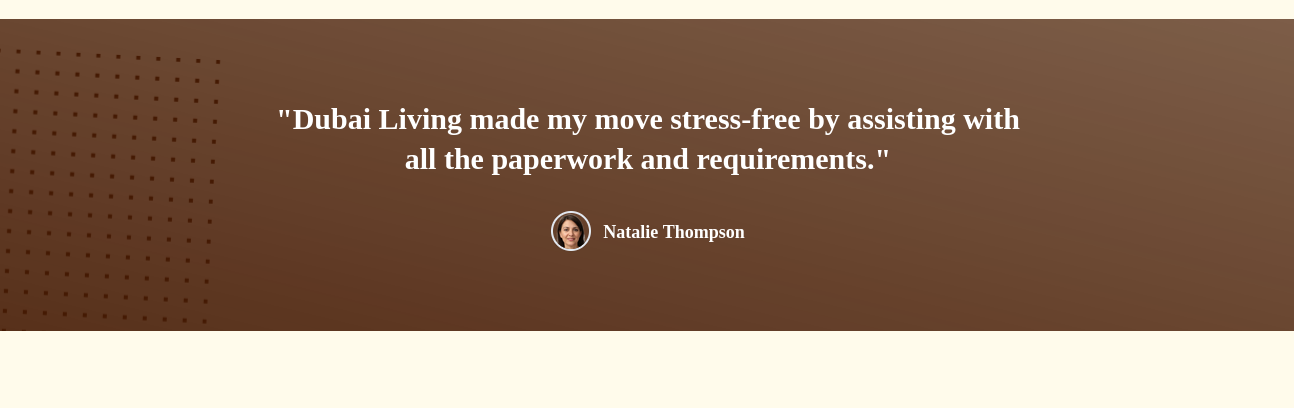 "Dubai Living made my move stress-free by assisting with
all the paperwork and requirements."
Natalie Thompson